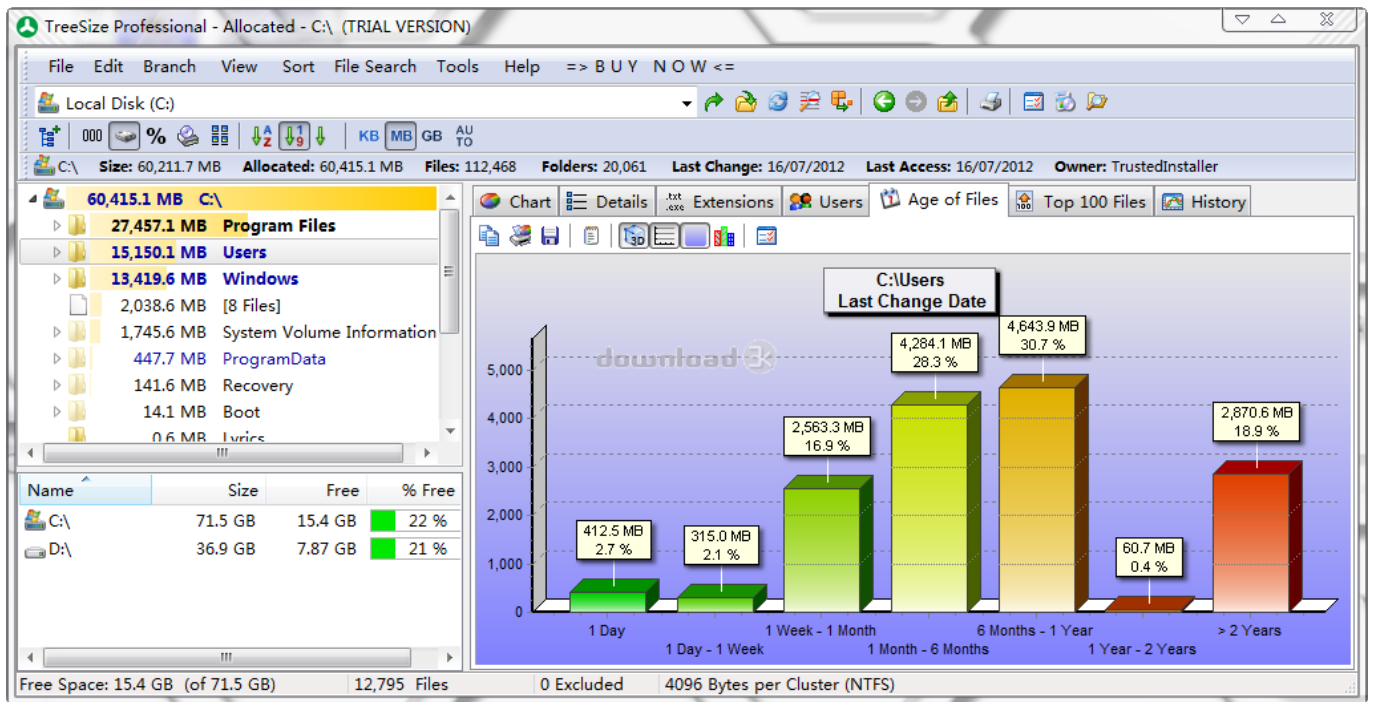 TreeSize Professional - Allocated - C:\ (TRIAL VERSION)
File Edit Branch View Sort File Search Tools Help => B U Y N O W <=
Local Disk (C:)
000 % A Z 1 9 KB MB GB AU TO
C:\ Size: 60,211.7 MB Allocated: 60,415.1 MB Files: 112,468 Folders: 20,061 Last Change: 16/07/2012 Last Access: 16/07/2012 Owner: TrustedInstaller
60,415.1 MB C:\
27,457.1 MB Program Files
15,150.1 MB Users
13,419.6 MB Windows
2,038.6 MB [8 Files]
1,745.6 MB System Volume Information
447.7 MB ProgramData
141.6 MB Recovery
14.1 MB Boot
0.6 MB Lyrics
Name Size Free % Free
C:\ 71.5 GB 15.4 GB 22 %
D:\ 36.9 GB 7.87 GB 21 %
Chart Details .txt .exe Extensions Users Age of Files 100 Top 100 Files History
3D
C:\Users
Last Change Date
download 3k
5,000
4,000
3,000
2,000
1,000
0
412.5 MB
2.7 %
315.0 MB
2.1 %
2,563.3 MB
16.9 %
4,284.1 MB
28.3 %
4,643.9 MB
30.7 %
60.7 MB
0.4 %
2,870.6 MB
18.9 %
1 Day 1 Week - 1 Month 6 Months - 1 Year > 2 Years
1 Day - 1 Week 1 Month - 6 Months 1 Year - 2 Years
Free Space: 15.4 GB (of 71.5 GB) 12,795 Files 0 Excluded 4096 Bytes per Cluster (NTFS)